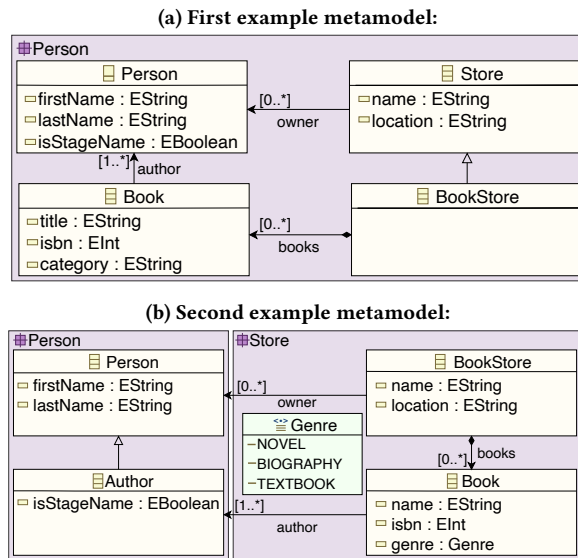 (a) First example metamodel:
Person
Person
firstName : EString
lastName : EString
isStageName : EBoolean
Store
name : EString
location : EString
[0..*]
owner
[1..*]
author
Book
title : EString
isbn : EInt
category : EString
BookStore
[0..*]
books
(b) Second example metamodel:
Person
Person
firstName : EString
lastName : EString
Author
isStageName : EBoolean
Store
BookStore
name : EString
location : EString
[0..*]
owner
Genre
NOVEL
BIOGRAPHY
TEXTBOOK
books
[0..*]
Book
name : EString
isbn : EInt
genre : Genre
[1..*]
author